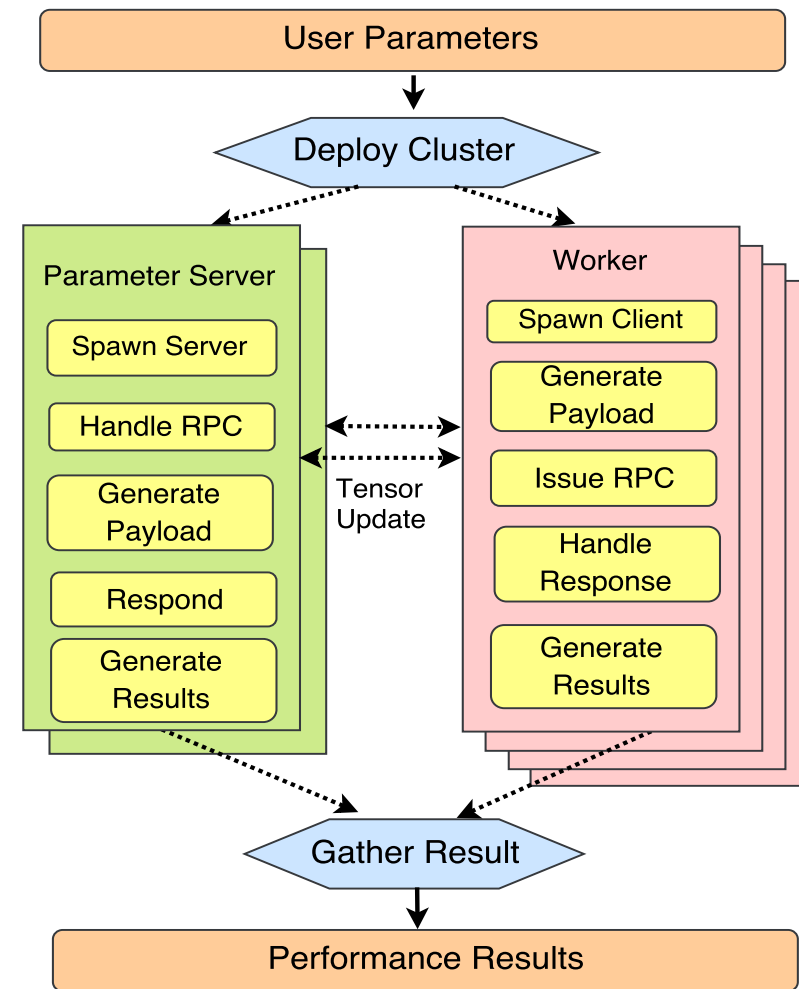 User Parameters
Deploy Cluster
Parameter Server
Spawn Server
Handle RPC
Generate
Payload
Respond
Generate
Results
Tensor
Update
Worker
Spawn Client
Generate
Payload
Issue RPC
Handle
Response
Generate
Results
Gather Result
Performance Results